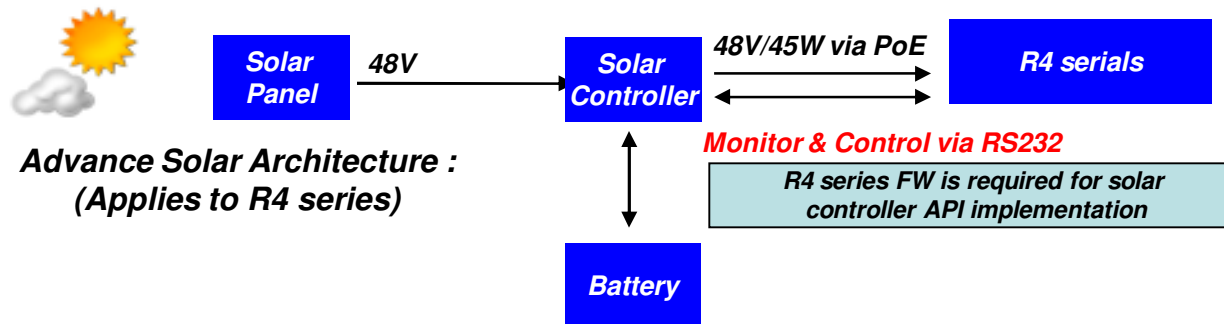 Solar
Panel
48V
Solar
Controller
48V/45W via PoE
R4 serials
Monitor & Control via RS232
Advance Solar Architecture :
(Applies to R4 series)
R4 series FW is required for solar
controller API implementation
Battery